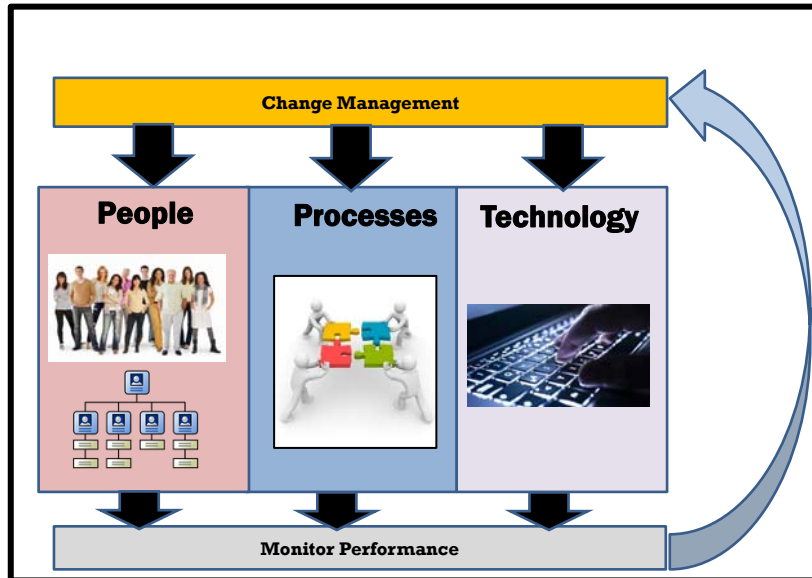 Change Management
People
Processes
Technology
Monitor Performance